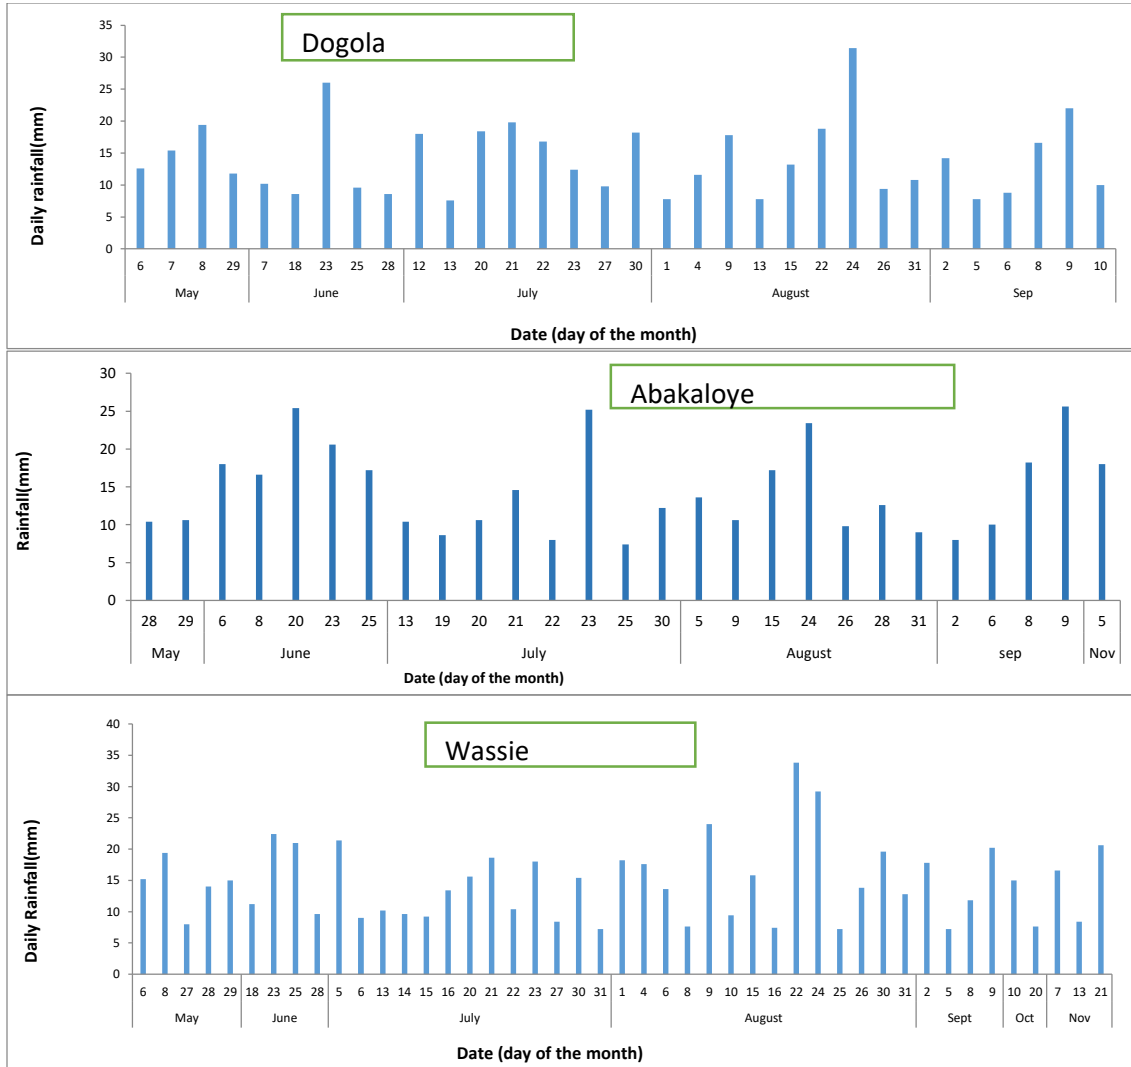 Dogola
Daily rainfall(mm)
35
30
25
20
15
10
5
0
6 7 8 29 7 18 23 25 28 12 13 20 21 22 23 27 30 1 4 9 13 15 22 24 26 31 2 5 6 8 9 10
May June July August Sep
Date (day of the month)
Abakaloye
Rainfall(mm)
30
25
20
15
10
5
0
28 29 6 8 20 23 25 13 19 20 21 22 23 25 30 5 9 15 24 26 28 31 2 6 8 9 5
May June July August sep Nov
Date (day of the month)
Wassie
Daily Rainfall(mm)
40
35
30
25
20
15
10
5
0
6 8 27 28 29 18 23 25 28 5 6 13 14 15 16 20 21 22 23 27 30 31 1 4 6 8 9 10 15 16 22 24 25 26 30 31 2 5 8 9 10 20 7 13 21
May June July August Sept Oct Nov
Date (day of the month)